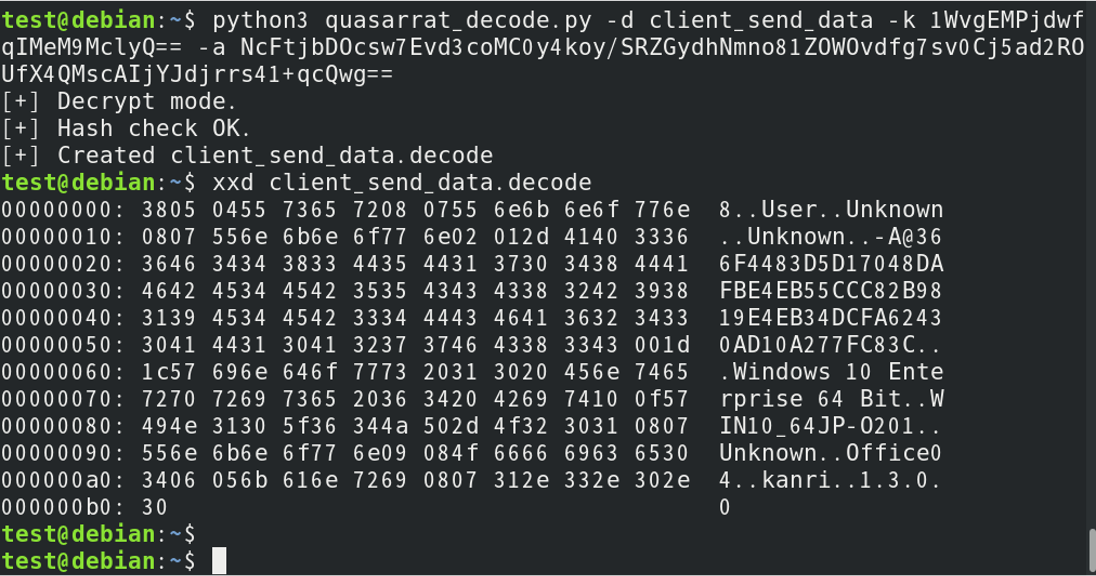 test@debian:~$ python3 quasarrat_decode.py -d client_send_data -k 1WvgEMPjdwf
qIMeM9MclyQ== -a NcFtjbDOcsw7Evd3coMC0y4koy/SRZGydhNmno81ZOWOvdfg7sv0Cj5ad2RO
UfX4QMscAIjYJdjrrs41+qcQwg==
[+] Decrypt mode.
[+] Hash check OK.
[+] Created client_send_data.decode
test@debian:~$ xxd client_send_data.decode
00000000: 3805 0455 7365 7208 0755 6e6b 6e6f 776e  8..User..Unknown
00000010: 0807 556e 6b6e 6f77 6e02 012d 4140 3336  ..Unknown..-A@36
00000020: 3646 3434 3833 4435 4431 3730 3438 4441  6F4483D5D17048DA
00000030: 4642 4534 4542 3535 4343 4338 3242 3938  FBE4EB55CCC82B98
00000040: 3139 4534 4542 3334 4443 4641 3632 3433  19E4EB34DCFA6243
00000050: 3041 4431 3041 3237 3746 4338 3343 001d  0AD10A277FC83C..
00000060: 1c57 696e 646f 7773 2031 3020 456e 7465  .Windows 10 Ente
00000070: 7270 7269 7365 2036 3420 4269 7410 0f57  rprise 64 Bit..W
00000080: 494e 3130 5f36 344a 502d 4f32 3031 0807  IN10_64JP-O201..
00000090: 556e 6b6e 6f77 6e09 084f 6666 6963 6530  Unknown..Office0
000000a0: 3406 056b 616e 7269 0807 312e 332e 302e  4..kanri..1.3.0.
000000b0: 30                                       0
test@debian:~$
test@debian:~$